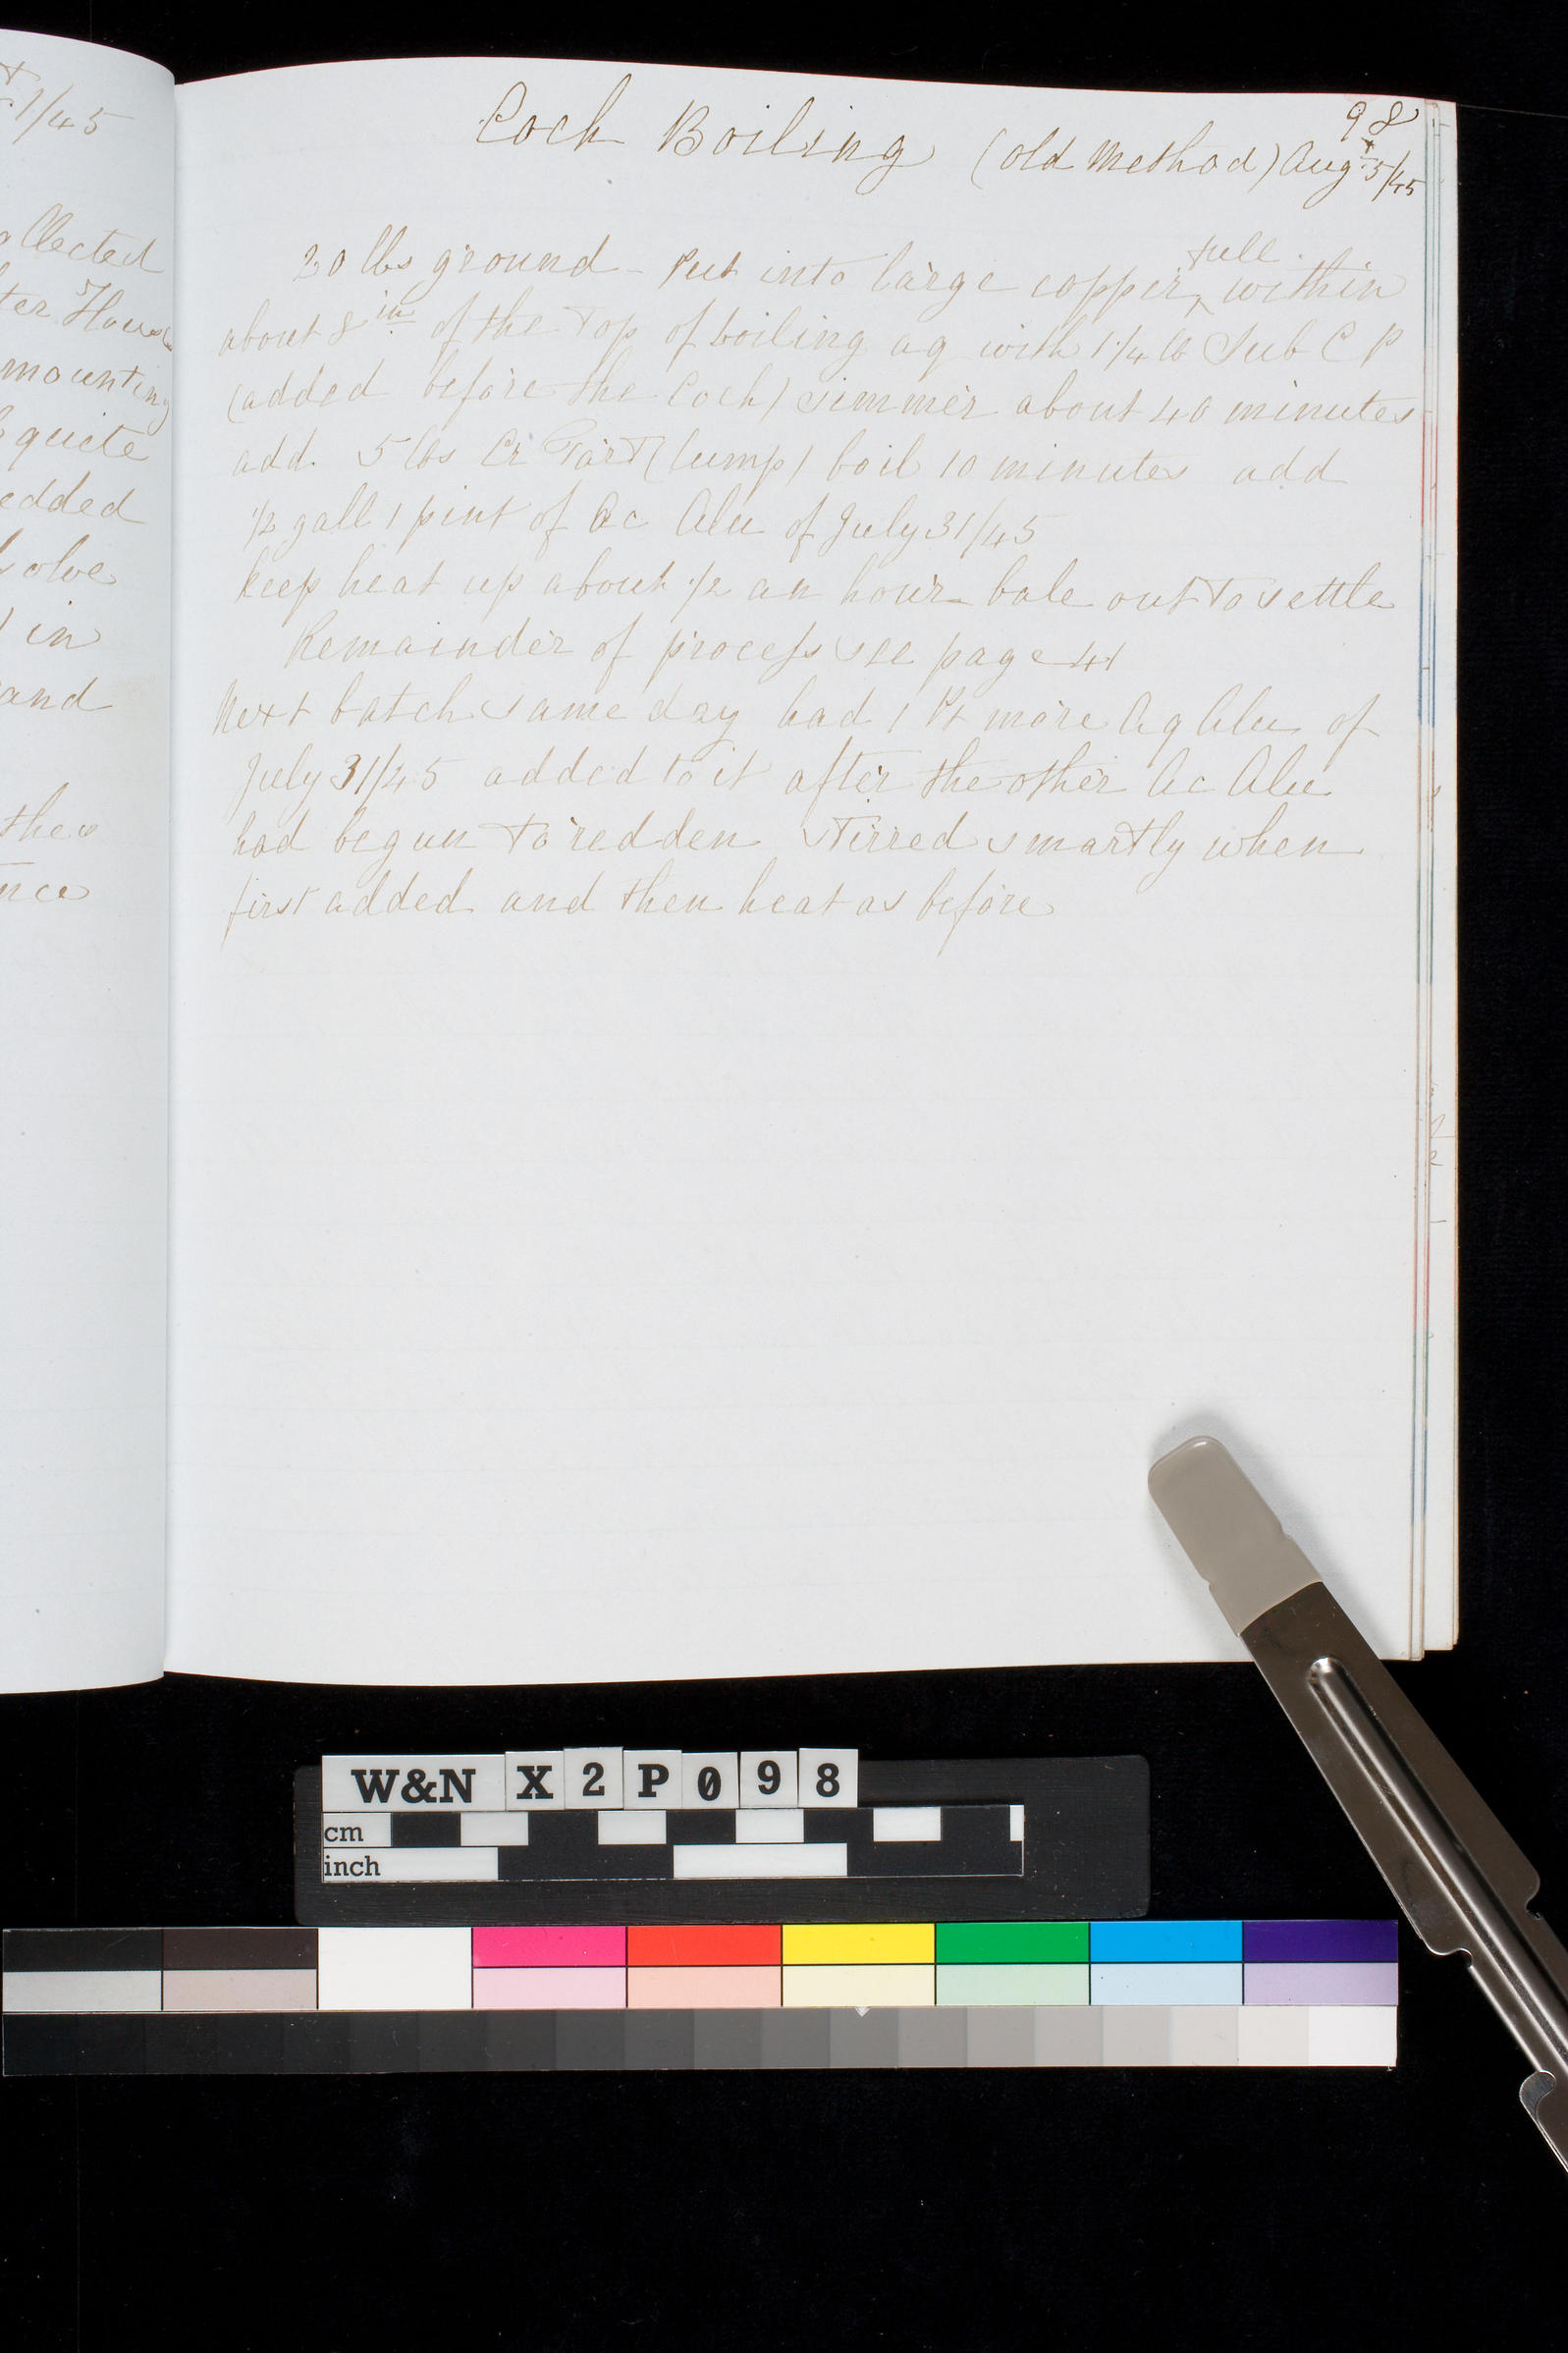 t 1/45
ollected
ter House
mounting
quite
edded
solve
in
and
the
nce
98
Coch Boiling (old method) Augst 5/45
full
20 lbs ground - Put into large copper ^ within
about 8 in of the Top of boiling aq with 1 1/4 lb Sub C P
(added before the Coch) simmer about 40 minutes
add. 5 lbs Cr Tart (lump) boil 10 minutes add
1/2 gall 1 pint of Ac Alu of July 31/45
keep heat up about 1/2 an hour - bale out to settle
Remainder of process see page 41
Next batch same day had 1 Pt more Aq Alu of
July 31/45 added to it after the other Ac Alu
had begun to redden Stirred smartly when
first added and then heat as before
W&N X2P098
cm
inch